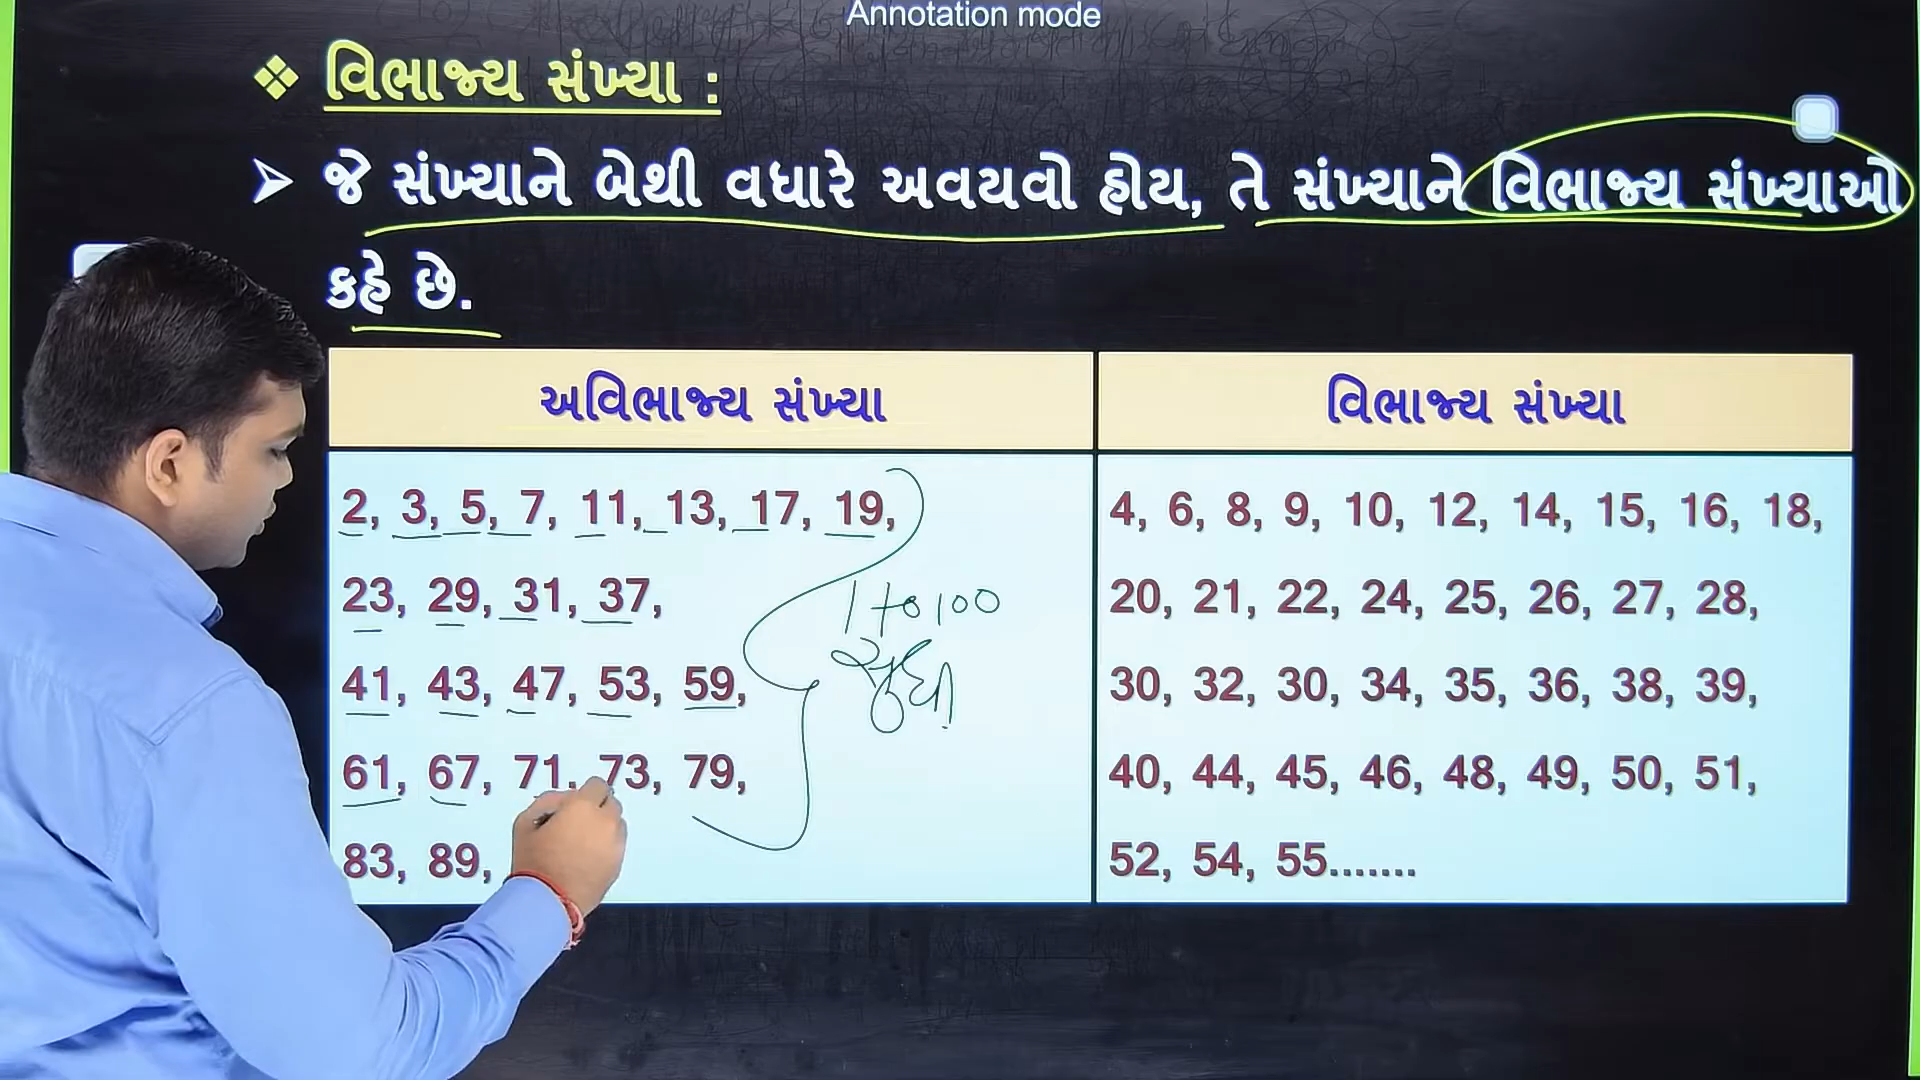 Annotation mode
❖ વિભાજ્ય સંખ્યા :
➢ જે સંખ્યાને બેથી વધારે અવયવો હોય, તે સંખ્યાને વિભાજ્ય સંખ્યાઓ
કહે છે.
અવિભાજ્ય સંખ્યા
2, 3, 5, 7, 11, 13, 17, 19,
23, 29, 31, 37,
41, 43, 47, 53, 59,
61, 67, 71, 73, 79,
83, 89,
1 to 100
સુધી
વિભાજ્ય સંખ્યા
4, 6, 8, 9, 10, 12, 14, 15, 16, 18,
20, 21, 22, 24, 25, 26, 27, 28,
30, 32, 30, 34, 35, 36, 38, 39,
40, 44, 45, 46, 48, 49, 50, 51,
52, 54, 55.......